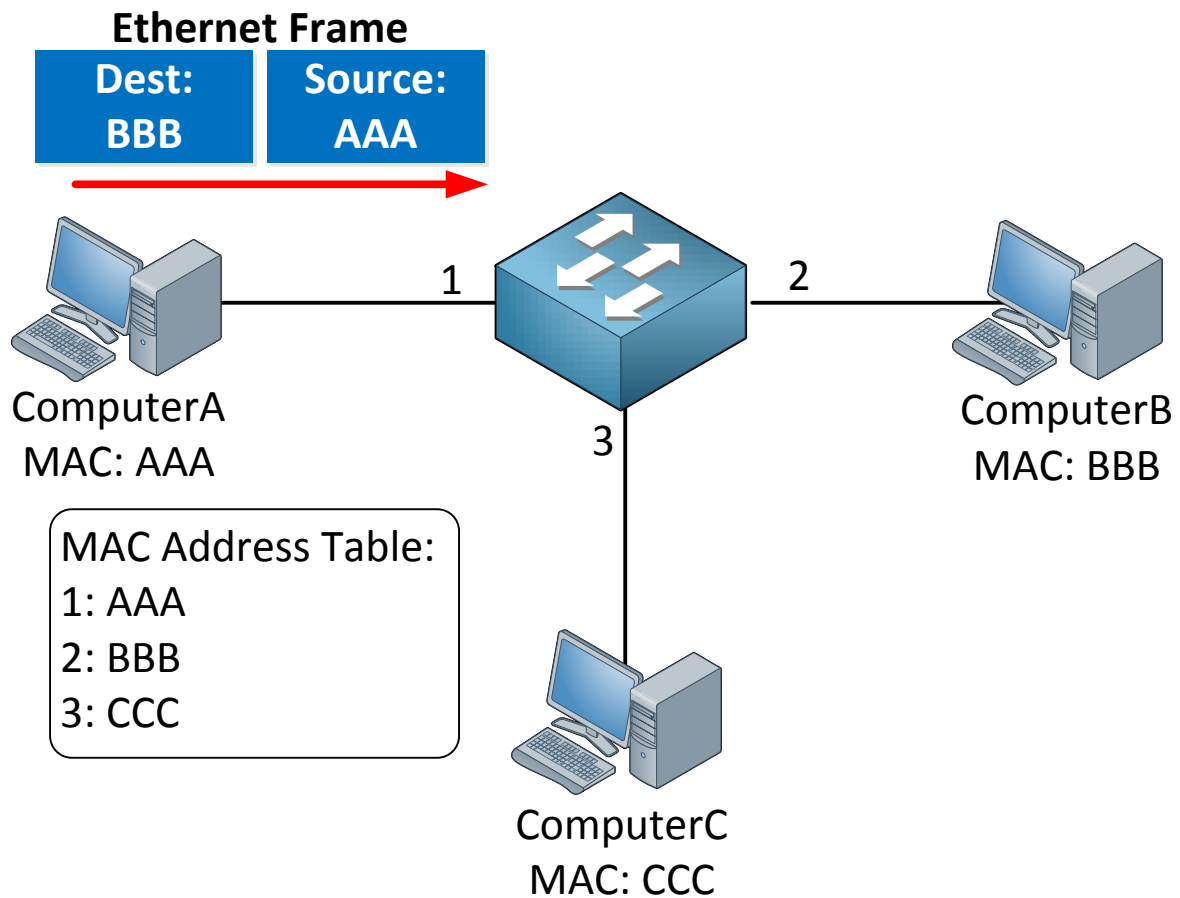 Ethernet Frame
Dest:
BBB
Source:
AAA
1
2
3
ComputerA
MAC: AAA
ComputerB
MAC: BBB
MAC Address Table:
1: AAA
2: BBB
3: CCC
ComputerC
MAC: CCC